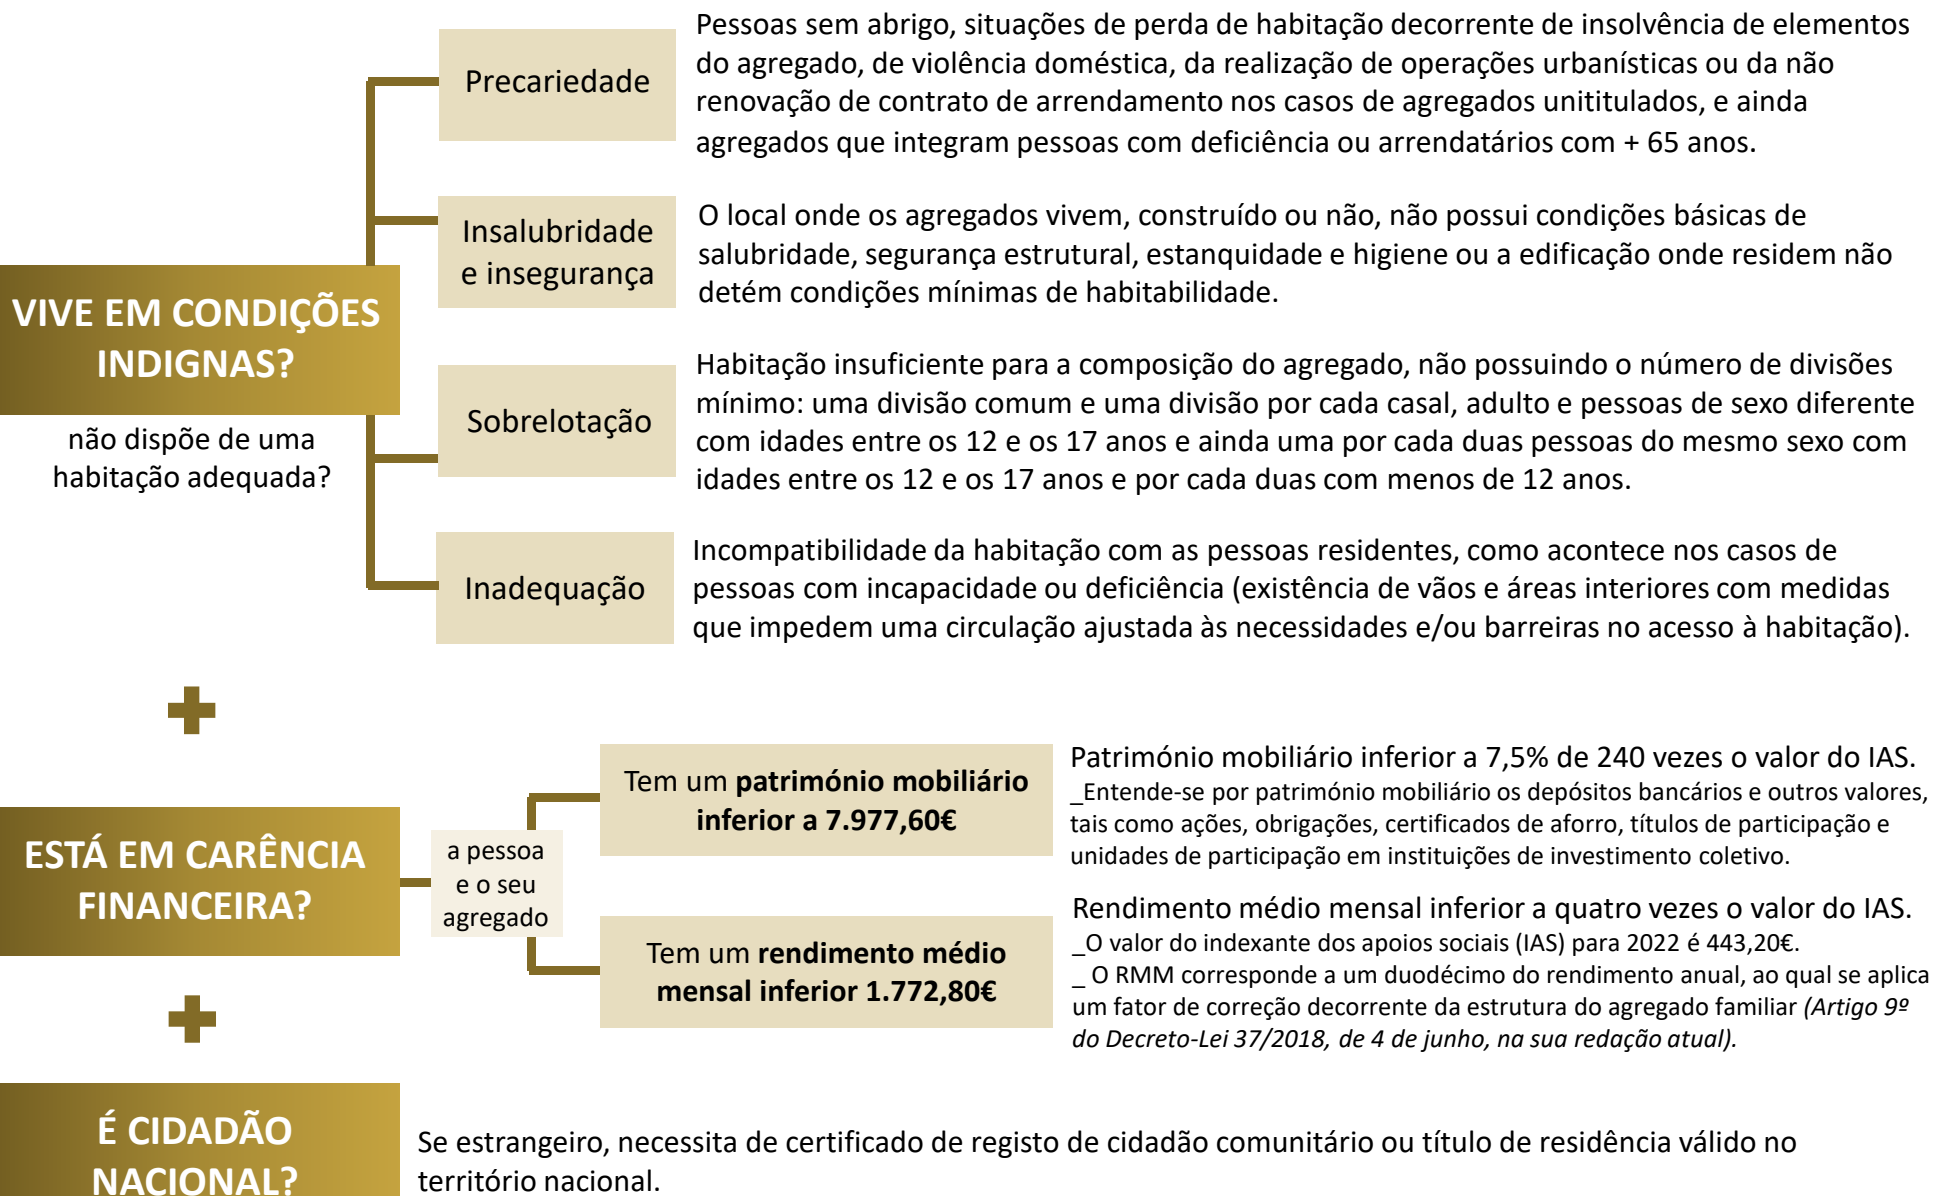 VIVE EM CONDIÇÕES
INDIGNAS?
não dispõe de uma
habitação adequada?
Precariedade
Pessoas sem abrigo, situações de perda de habitação decorrente de insolvência de elementos
do agregado, de violência doméstica, da realização de operações urbanísticas ou da não
renovação de contrato de arrendamento nos casos de agregados unititulados, e ainda
agregados que integram pessoas com deficiência ou arrendatários com + 65 anos.
Insalubridade
e insegurança
O local onde os agregados vivem, construído ou não, não possui condições básicas de
salubridade, segurança estrutural, estanquidade e higiene ou a edificação onde residem não
detém condições mínimas de habitabilidade.
Sobrelotação
Habitação insuficiente para a composição do agregado, não possuindo o número de divisões
mínimo: uma divisão comum e uma divisão por cada casal, adulto e pessoas de sexo diferente
com idades entre os 12 e os 17 anos e ainda uma por cada duas pessoas do mesmo sexo com
idades entre os 12 e os 17 anos e por cada duas com menos de 12 anos.
Inadequação
Incompatibilidade da habitação com as pessoas residentes, como acontece nos casos de
pessoas com incapacidade ou deficiência (existência de vãos e áreas interiores com medidas
que impedem uma circulação ajustada às necessidades e/ou barreiras no acesso à habitação).
ESTÁ EM CARÊNCIA
FINANCEIRA?
a pessoa
e o seu
agregado
Tem um património mobiliário
inferior a 7.977,60€
Património mobiliário inferior a 7,5% de 240 vezes o valor do IAS.
_Entende-se por património mobiliário os depósitos bancários e outros valores,
tais como ações, obrigações, certificados de aforro, títulos de participação e
unidades de participação em instituições de investimento coletivo.
Tem um rendimento médio
mensal inferior 1.772,80€
Rendimento médio mensal inferior a quatro vezes o valor do IAS.
_O valor do indexante dos apoios sociais (IAS) para 2022 é 443,20€.
_ O RMM corresponde a um duodécimo do rendimento anual, ao qual se aplica
um fator de correção decorrente da estrutura do agregado familiar (Artigo 9º
do Decreto-Lei 37/2018, de 4 de junho, na sua redação atual).
É CIDADÃO
NACIONAL?
Se estrangeiro, necessita de certificado de registo de cidadão comunitário ou título de residência válido no
território nacional.